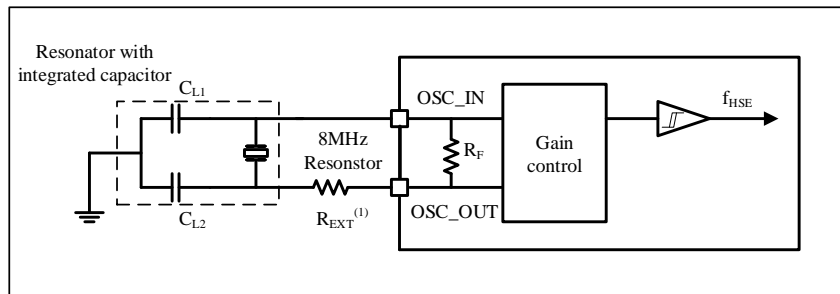 Resonator with
integrated capacitor
C_L1
OSC_IN
f_HSE
8MHz
Resonstor
R_F
Gain
control
C_L2
R_EXT^(1)
OSC_OUT